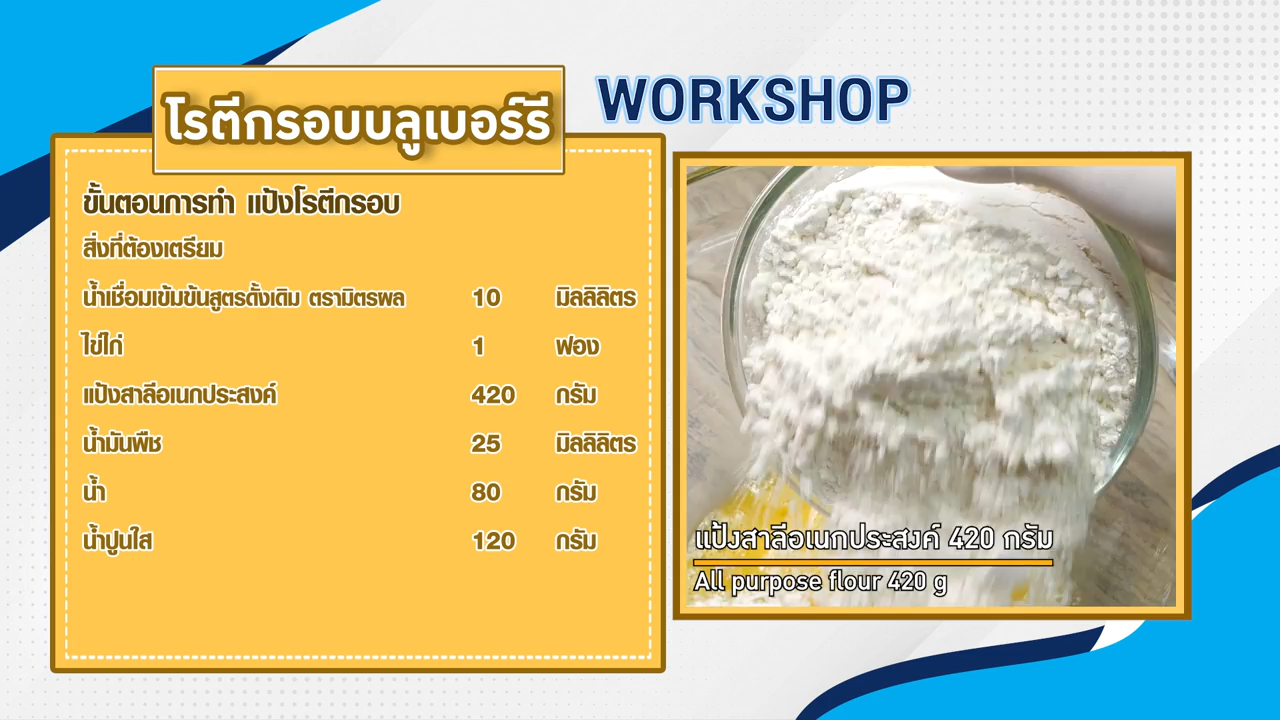 โรตีกรอบบลูเบอร์รี
WORKSHOP
ขั้นตอนการทำ แป้งโรตีกรอบ
สิ่งที่ต้องเตรียม
น้ำเชื่อมเข้มข้นสูตรดั้งเดิม ตรามิตรผล 10 มิลลิลิตร
ไข่ไก่ 1 ฟอง
แป้งสาลีอเนกประสงค์ 420 กรัม
น้ำมันพืช 25 มิลลิลิตร
น้ำ 80 กรัม
น้ำปูนใส 120 กรัม
แป้งสาลีอเนกประสงค์ 420 กรัม
All purpose flour 420 g